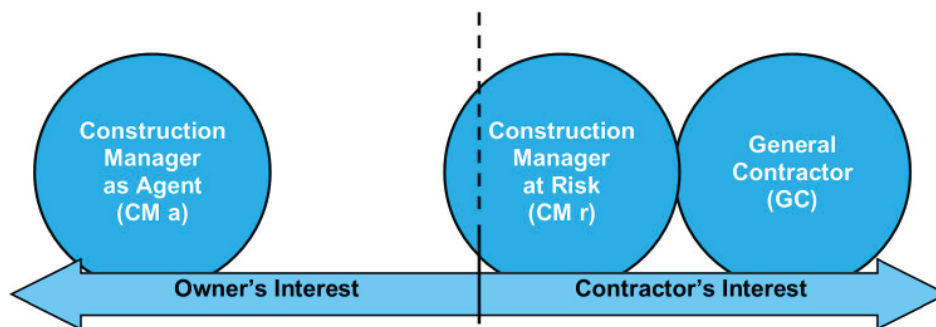 Construction
Manager
as Agent
(CM a)
Construction
Manager
at Risk
(CM r)
General
Contractor
(GC)
Owner's Interest
Contractor's Interest